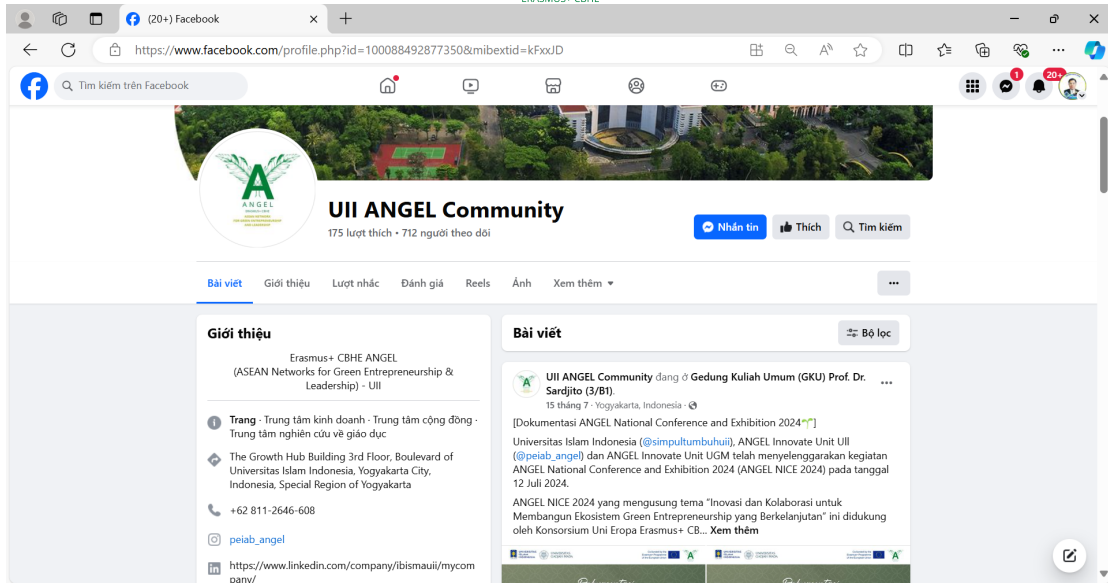 ERASMUS+ CBHE
(20+) Facebook
https://www.facebook.com/profile.php?id=100088492877350&mibextid=kFxxJD
Tìm kiếm trên Facebook
1
20+
ANGEL
UII ANGEL Community
175 lượt thích • 712 người theo dõi
Nhắn tin
Thích
Tìm kiếm
Bài viết
Giới thiệu
Lượt nhắc
Đánh giá
Reels
Ảnh
Xem thêm
Giới thiệu
Erasmus+ CBHE ANGEL
(ASEAN Networks for Green Entrepreneurship &
Leadership) - UII
Trang · Trung tâm kinh doanh · Trung tâm cộng đồng ·
Trung tâm nghiên cứu về giáo dục
The Growth Hub Building 3rd Floor, Boulevard of
Universitas Islam Indonesia, Yogyakarta City,
Indonesia, Special Region of Yogyakarta
+62 811-2646-608
peiab_angel
https://www.linkedin.com/company/ibismauii/mycom
pany/
Bài viết
Bộ lọc
UII ANGEL Community đang ở Gedung Kuliah Umum (GKU) Prof. Dr.
Sardjito (3/B1).
15 tháng 7 · Yogyakarta, Indonesia ·
[Dokumentasi ANGEL National Conference and Exhibition 2024🌱]
Universitas Islam Indonesia (@simpultumbuhuii), ANGEL Innovate Unit UII
(@peiab_angel) dan ANGEL Innovate Unit UGM telah menyelenggarakan kegiatan
ANGEL National Conference and Exhibition 2024 (ANGEL NICE 2024) pada tanggal
12 Juli 2024.
ANGEL NICE 2024 yang mengusung tema “Inovasi dan Kolaborasi untuk
Membangun Ekosistem Green Entrepreneurship yang Berkelanjutan” ini didukung
oleh Konsorsium Uni Eropa Erasmus+ CB... Xem thêm